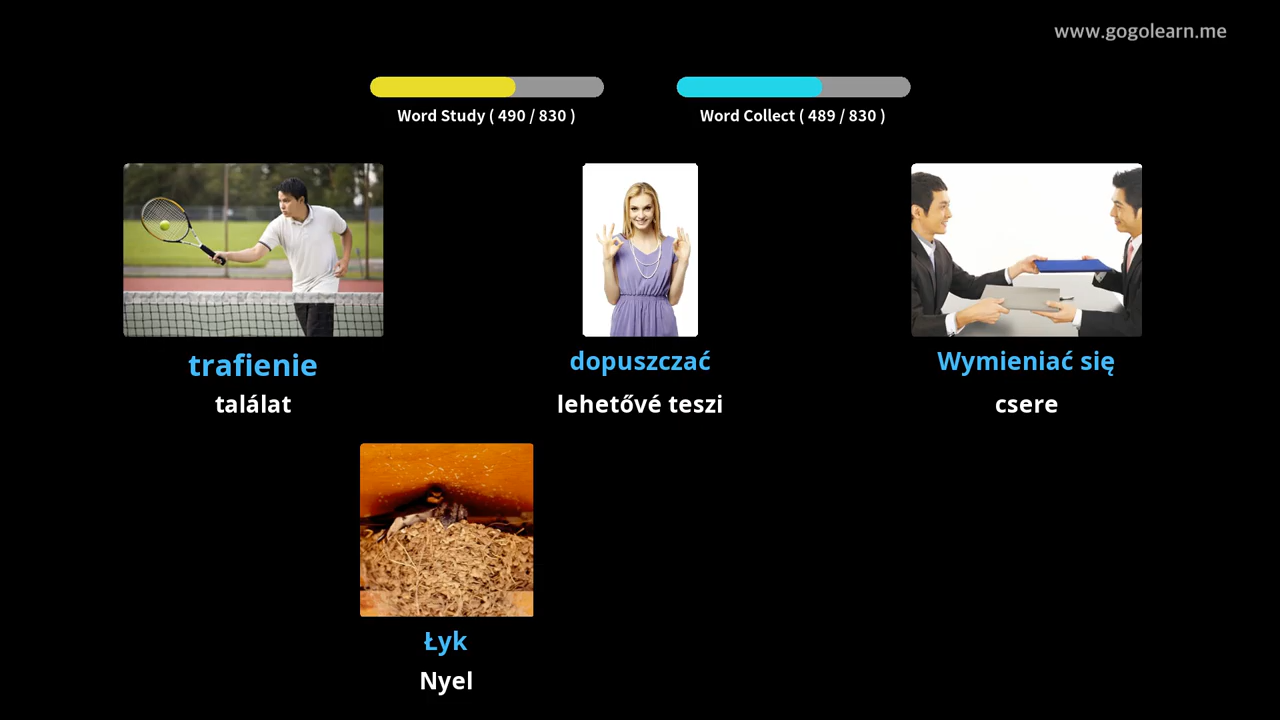 www.gogolearn.me
Word Study ( 490 / 830 )
Word Collect ( 489 / 830 )
trafienie
találat
dopuszczać
lehetővé teszi
Wymieniać się
csere
Łyk
Nyel